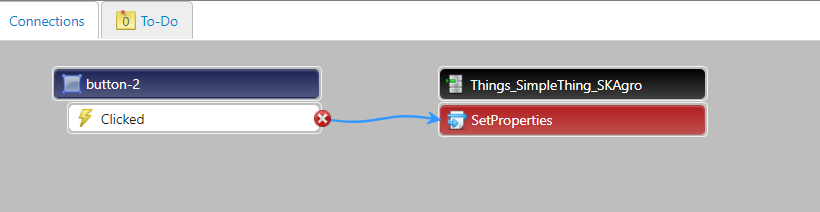 Connections
0 To-Do
button-2
Things_SimpleThing_SKAgro
Clicked
SetProperties